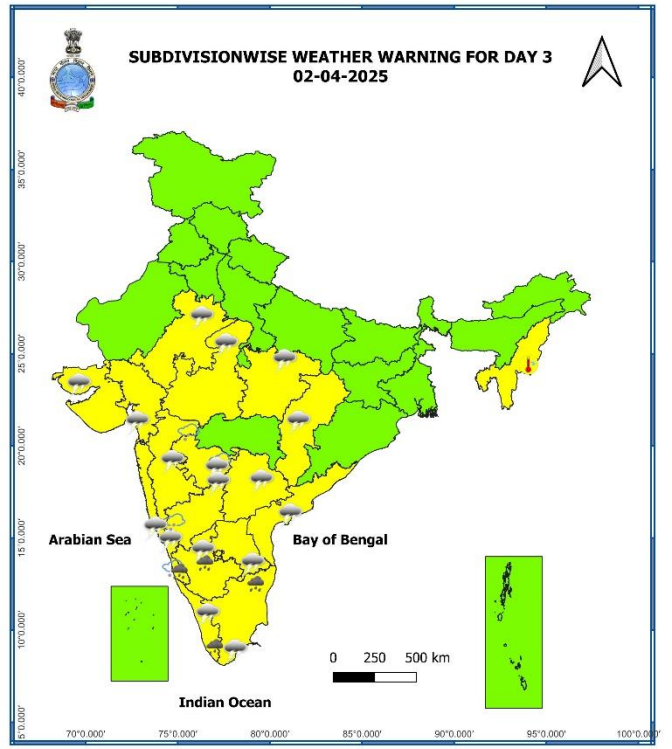 SUBDIVISIONWISE WEATHER WARNING FOR DAY 3
02-04-2025
40°0.000'
35°0.000'
30°0.000'
25°0.000'
20°0.000'
15°0.000'
10°0.000'
5°0.000'
Arabian Sea
Bay of Bengal
0 250 500 km
Indian Ocean
70°0.000' 75°0.000' 80°0.000' 85°0.000' 90°0.000' 95°0.000' 100°0.000'